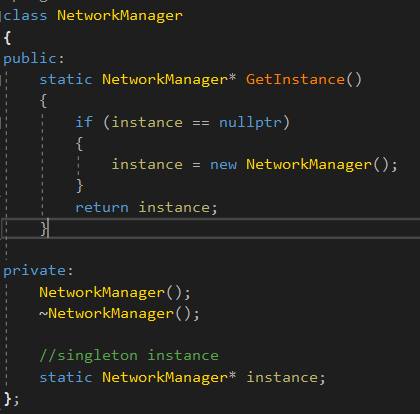 class NetworkManager
{
public:
    static NetworkManager* GetInstance()
    {
        if (instance == nullptr)
        {
            instance = new NetworkManager();
        }
        return instance;
    }

private:
    NetworkManager();
    ~NetworkManager();

    //singleton instance
    static NetworkManager* instance;
};